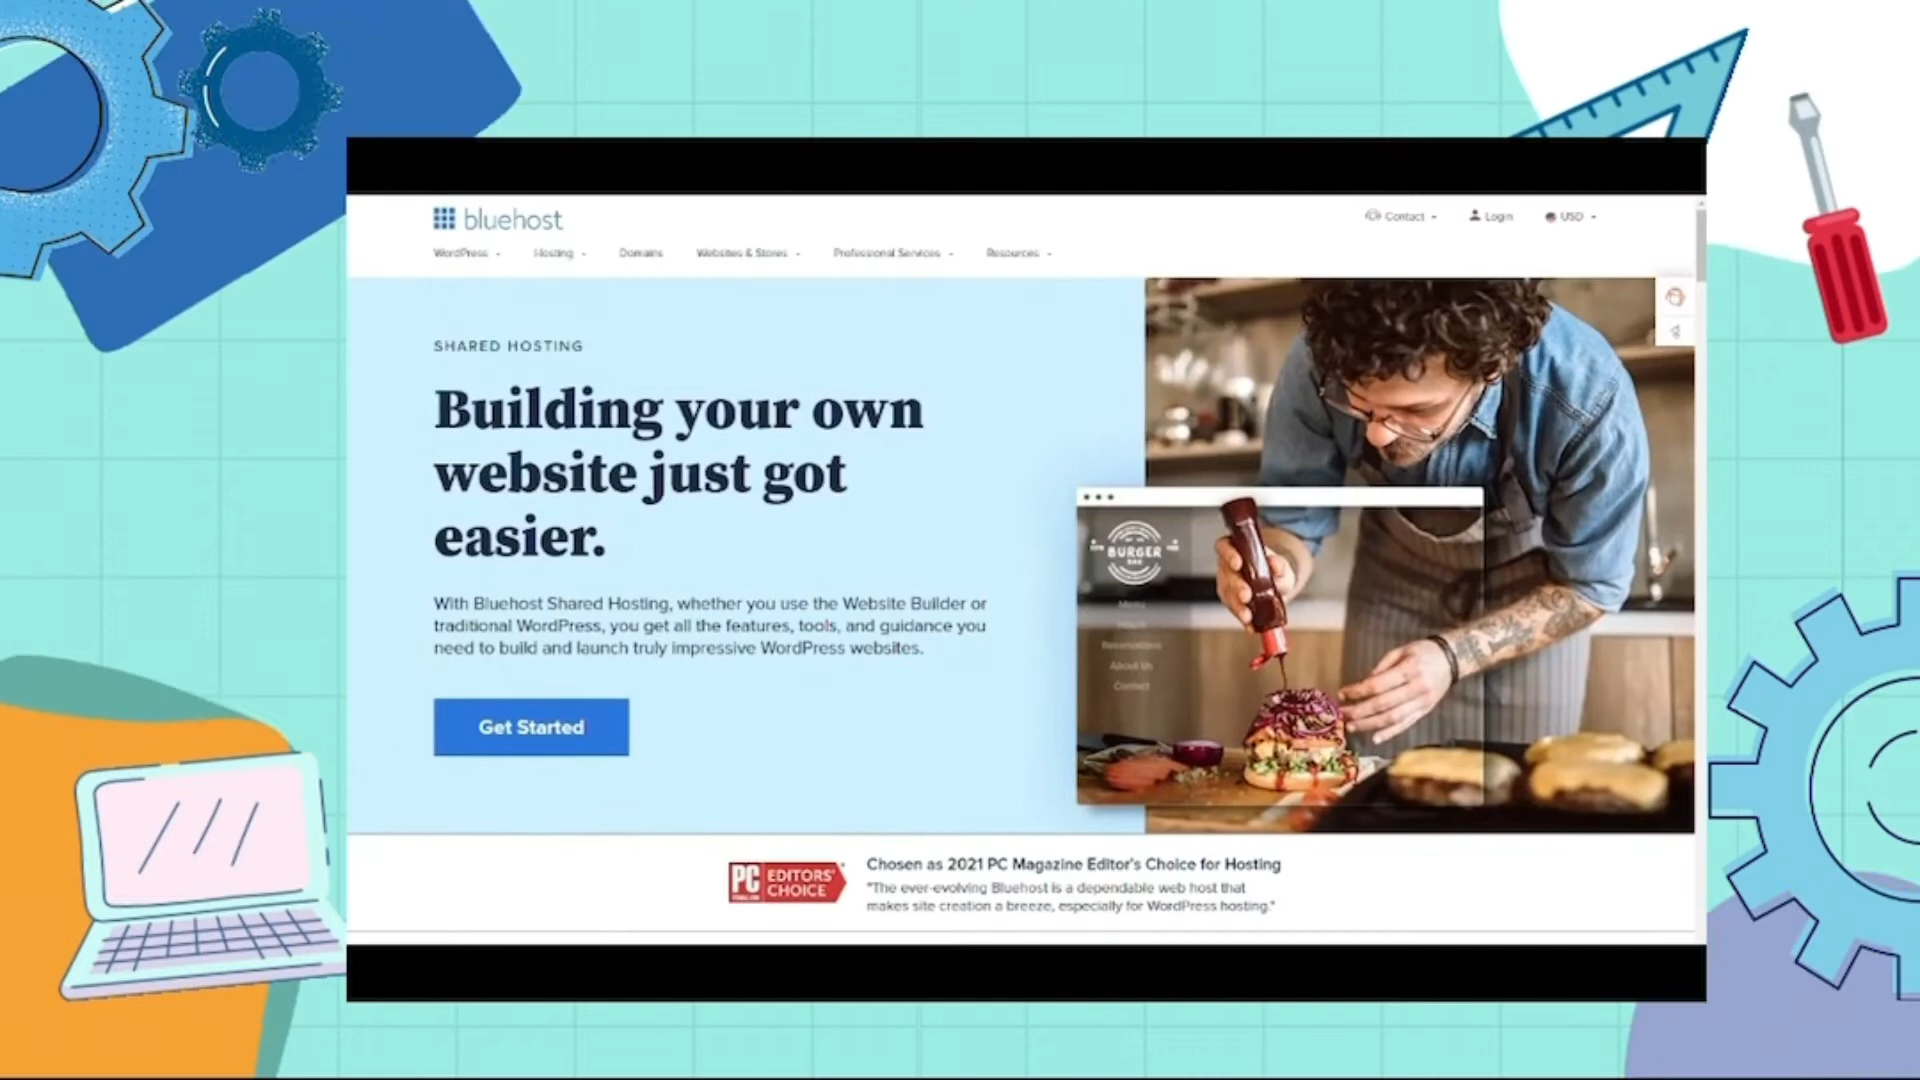 bluehost
Contact
Login
USD
WordPress
Hosting
Domains
Websites & Stores
Professional Services
Resources
SHARED HOSTING
Building your own
website just got
easier.
With Bluehost Shared Hosting, whether you use the Website Builder or
traditional WordPress, you get all the features, tools, and guidance you
need to build and launch truly impressive WordPress websites.
Get Started
BURGER
BAR
Menu
Reservations
About Us
Contact
PC
EDITORS'
CHOICE
Chosen as 2021 PC Magazine Editor's Choice for Hosting
"The ever-evolving Bluehost is a dependable web host that
makes site creation a breeze, especially for WordPress hosting."